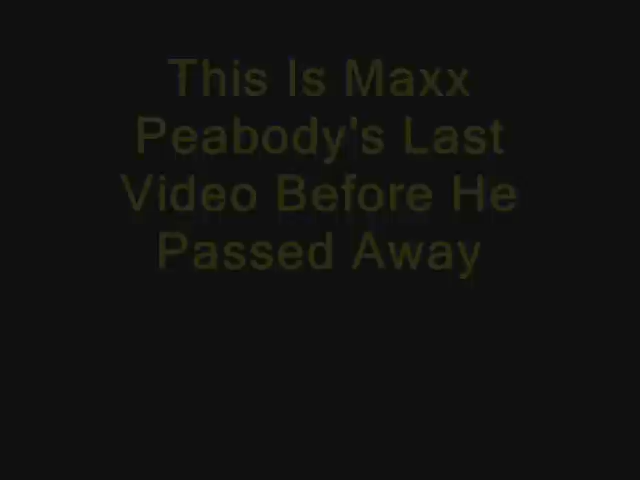 This Is Maxx
Peabody's Last
Video Before He
Passed Away